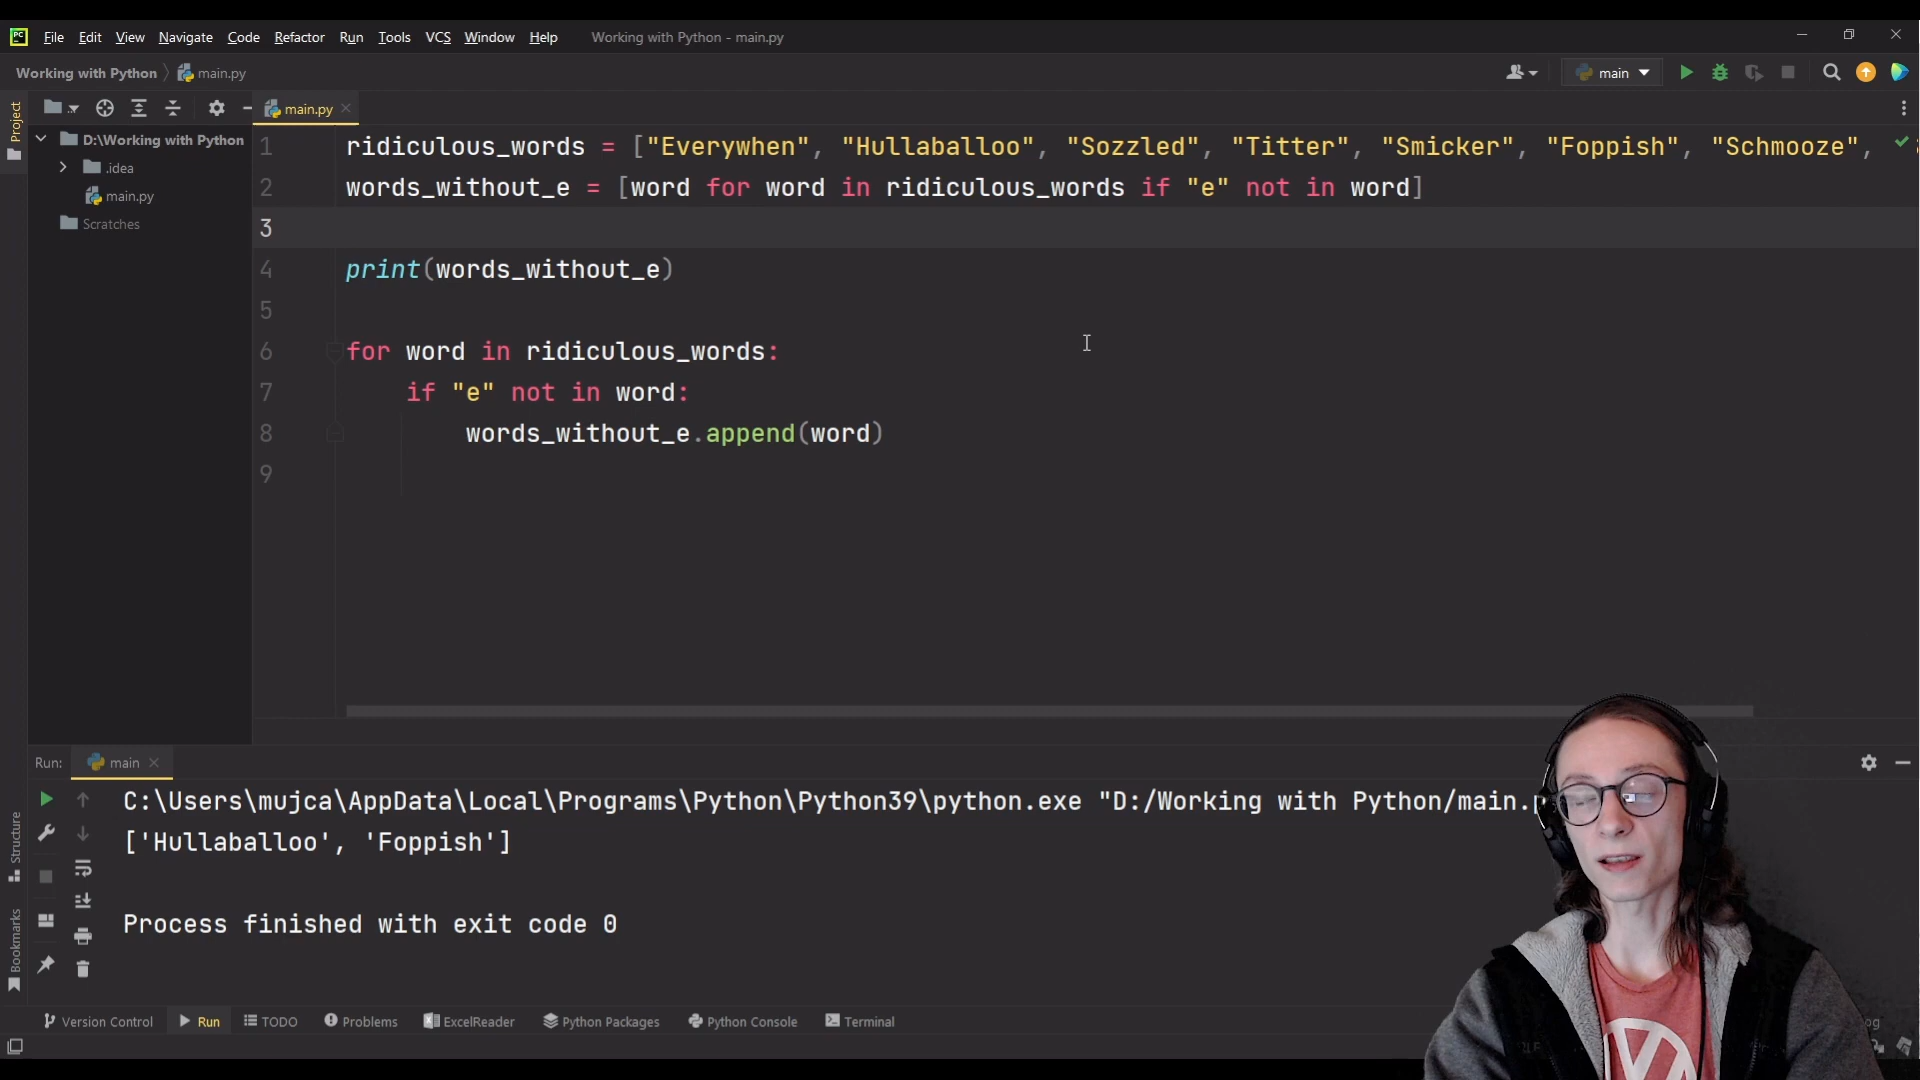 File Edit View Navigate Code Refactor Run Tools VCS Window Help Working with Python - main.py
Working with Python main.py main
Project
main.py
D:\Working with Python
.idea
main.py
Scratches
1 ridiculous_words = ["Everywhen", "Hullaballoo", "Sozzled", "Titter", "Smicker", "Foppish", "Schmooze",
2 words_without_e = [word for word in ridiculous_words if "e" not in word]
3
4 print(words_without_e)
5
6 for word in ridiculous_words:
7 if "e" not in word:
8 words_without_e.append(word)
9
Run: main
C:\Users\mujca\AppData\Local\Programs\Python\Python39\python.exe "D:/Working with Python/main.p
['Hullaballoo', 'Foppish']
Process finished with exit code 0
Structure
Bookmarks
Version Control Run TODO Problems ExcelReader Python Packages Python Console Terminal